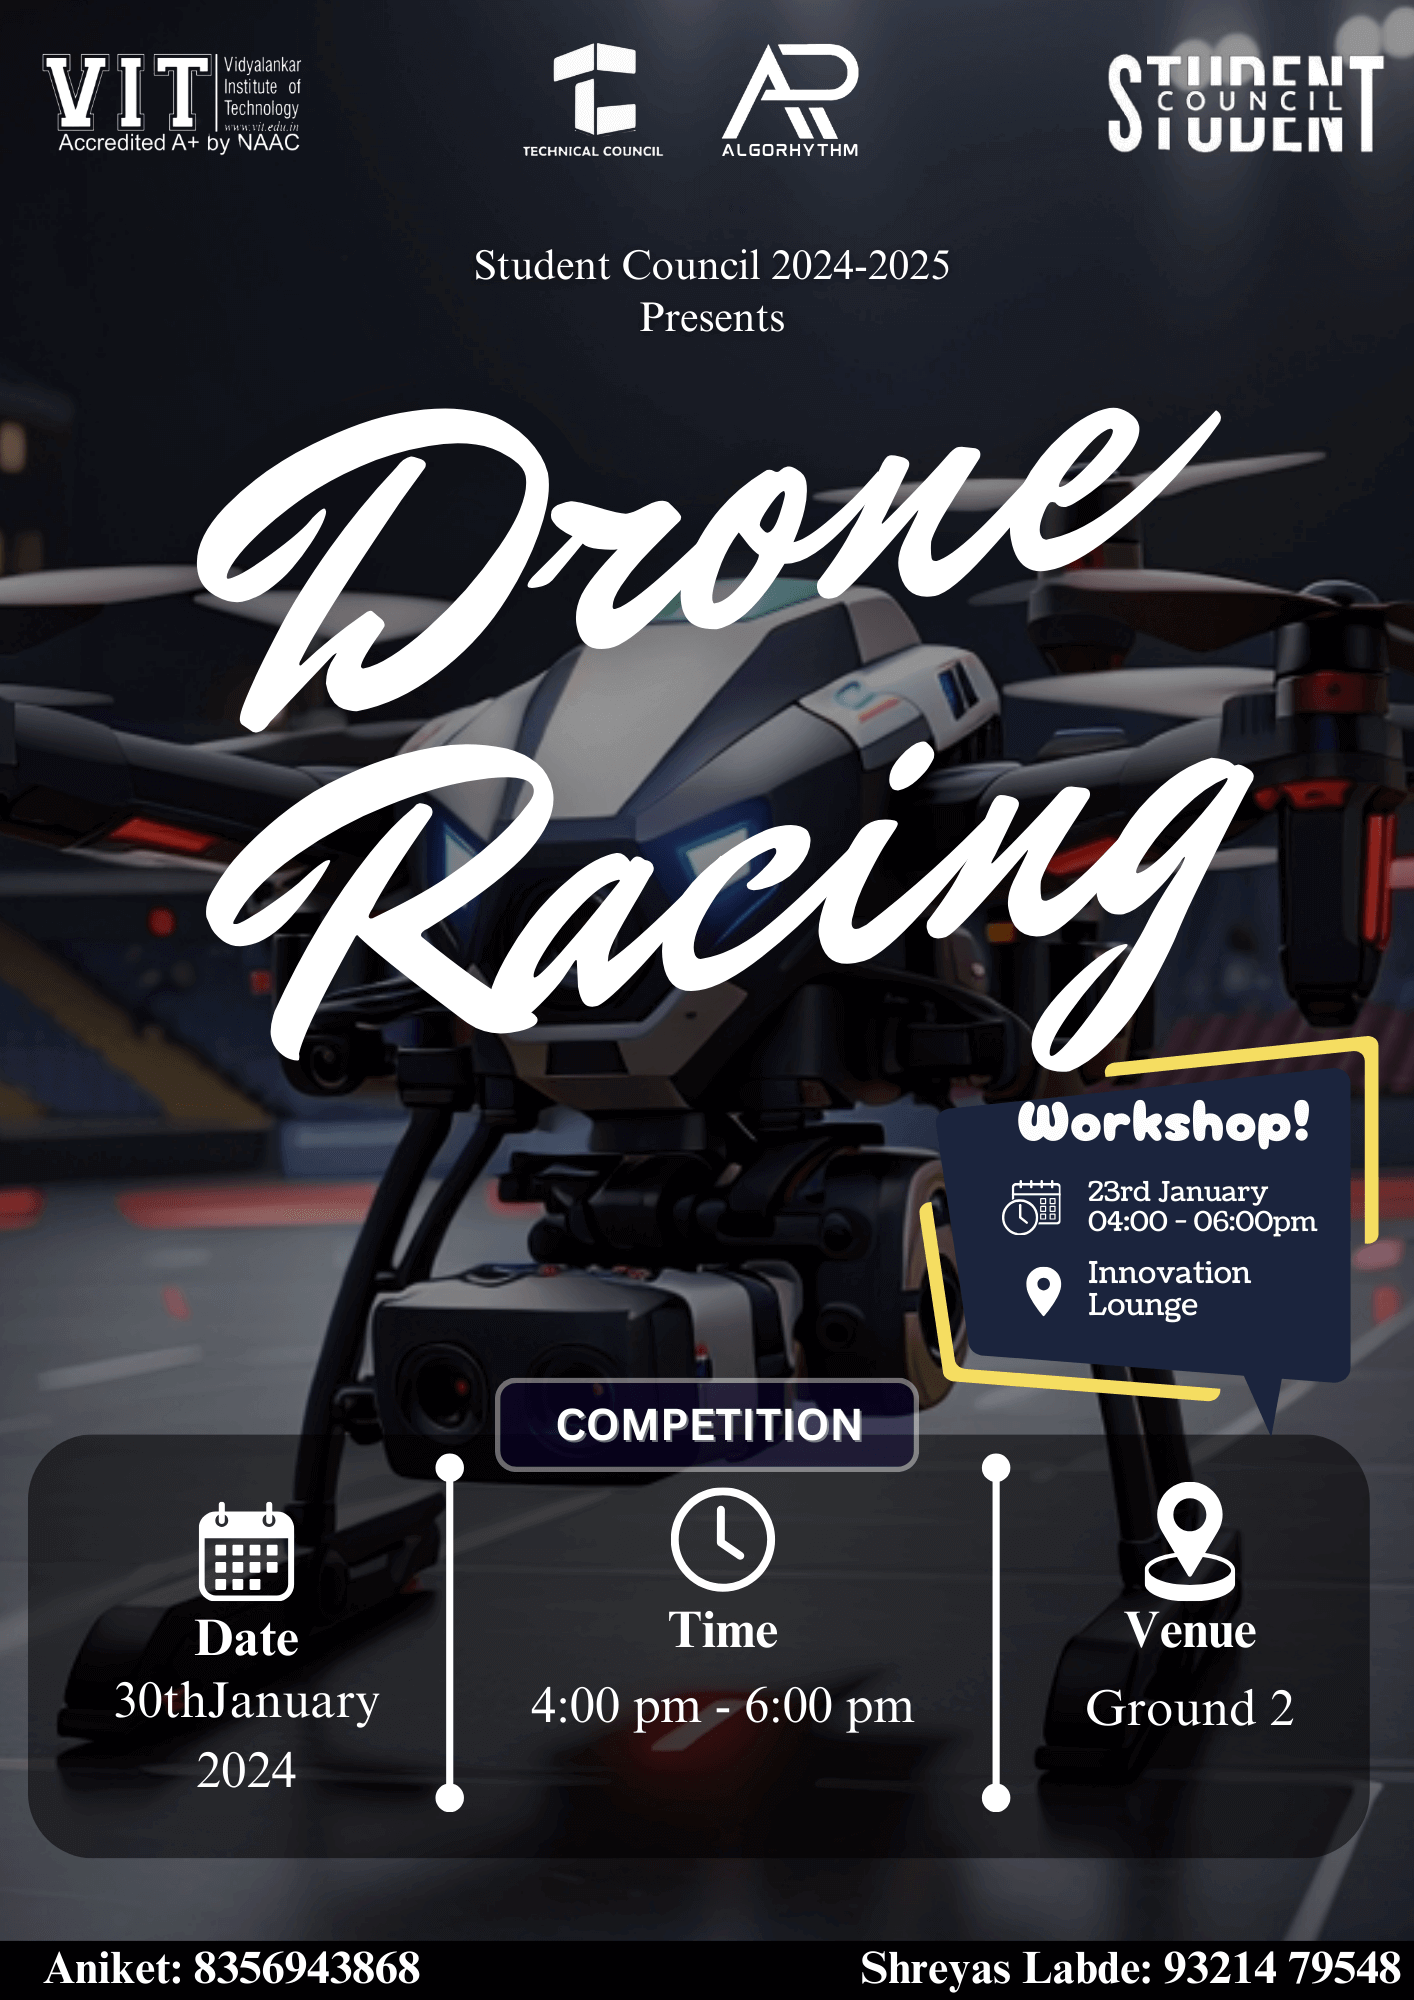 VIT
Vidyalankar
Institute of
Technology
www.vit.edu.in
Accredited A+ by NAAC
TECHNICAL COUNCIL
ALGORHYTHM
STUDENT
COUNCIL
Student Council 2024-2025
Presents
Drone
Racing
Workshop!
23rd January
04:00 - 06:00pm
Innovation
Lounge
COMPETITION
Date
30thJanuary
2024
Time
4:00 pm - 6:00 pm
Venue
Ground 2
Aniket: 8356943868
Shreyas Labde: 93214 79548